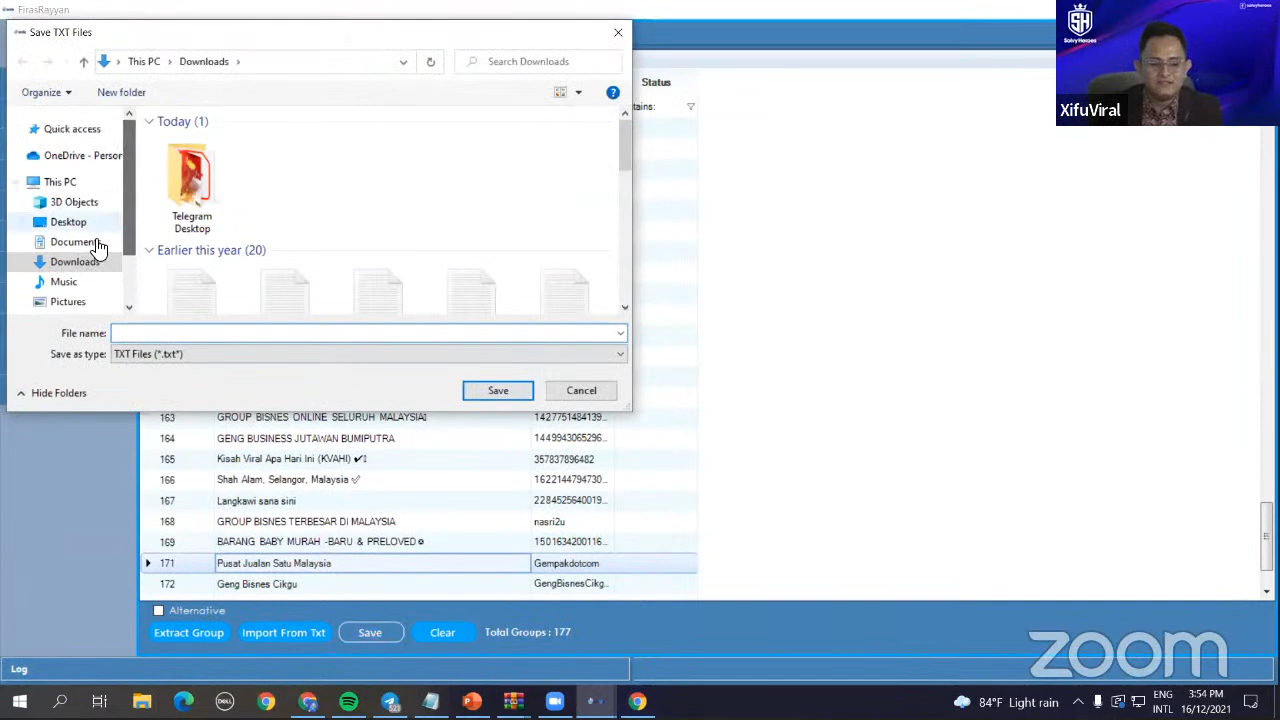 FirasRayyan
Save TXT Files
This PC > Downloads >
Search Downloads
Organize
New folder
Quick access
OneDrive - Person
This PC
3D Objects
Desktop
Document
Downloads
Music
Pictures
Today (1)
Telegram
Desktop
Earlier this year (20)
File name:
Save as type:
TXT Files (*.txt*)
Hide Folders
Save
Cancel
Status
SH
SolvyHeroes
solvyheroes
XifuViral
163 GROUP BISNES ONLINE SELURUH MALAYSIA 1427751484139...
164 GENG BUSINESS JUTAWAN BUMIPUTRA 1449943065296...
165 Kisah Viral Apa Hari Ini (KVAHI) ✔ 357837896482
166 Shah Alam, Selangor, Malaysia ✅ 1622144794730...
167 Langkawi sana sini 2284525640019...
168 GROUP BISNES TERBESAR DI MALAYSIA nasri2u
169 BARANG BABY MURAH -BARU & PRELOVED 1501634200116...
171 Pusat Jualan Satu Malaysia Gempakdotcom
172 Geng Bisnes Cikgu GengBisnesCikg...
Alternative
Extract Group
Import From Txt
Save
Clear
Total Groups : 177
Log
zoom
84°F Light rain
ENG
INTL
3:54 PM
16/12/2021